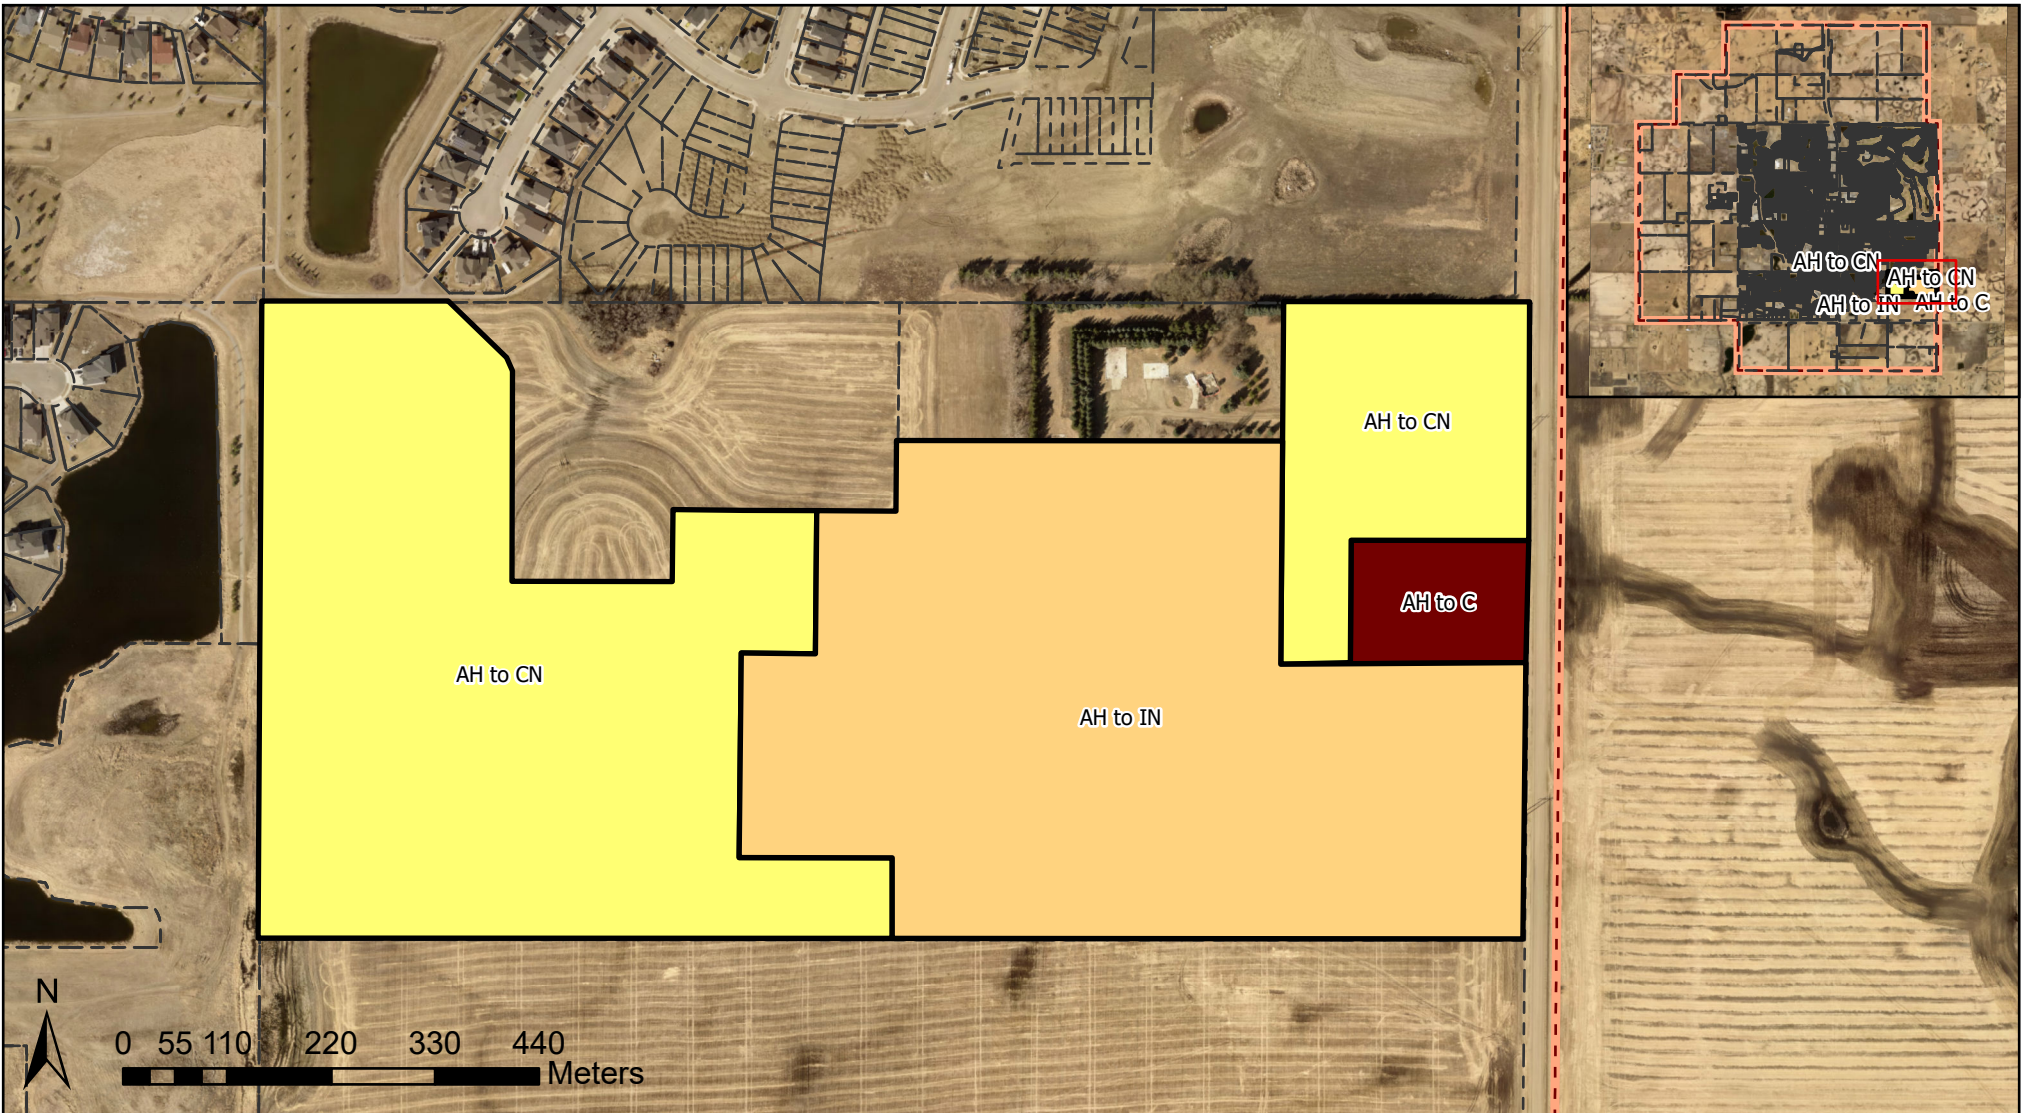 AH to CN
AH to CN
AH to IN
AH to C
AH to CN
AH to C
AH to CN
AH to IN
N
0 55 110 220 330 440
Meters